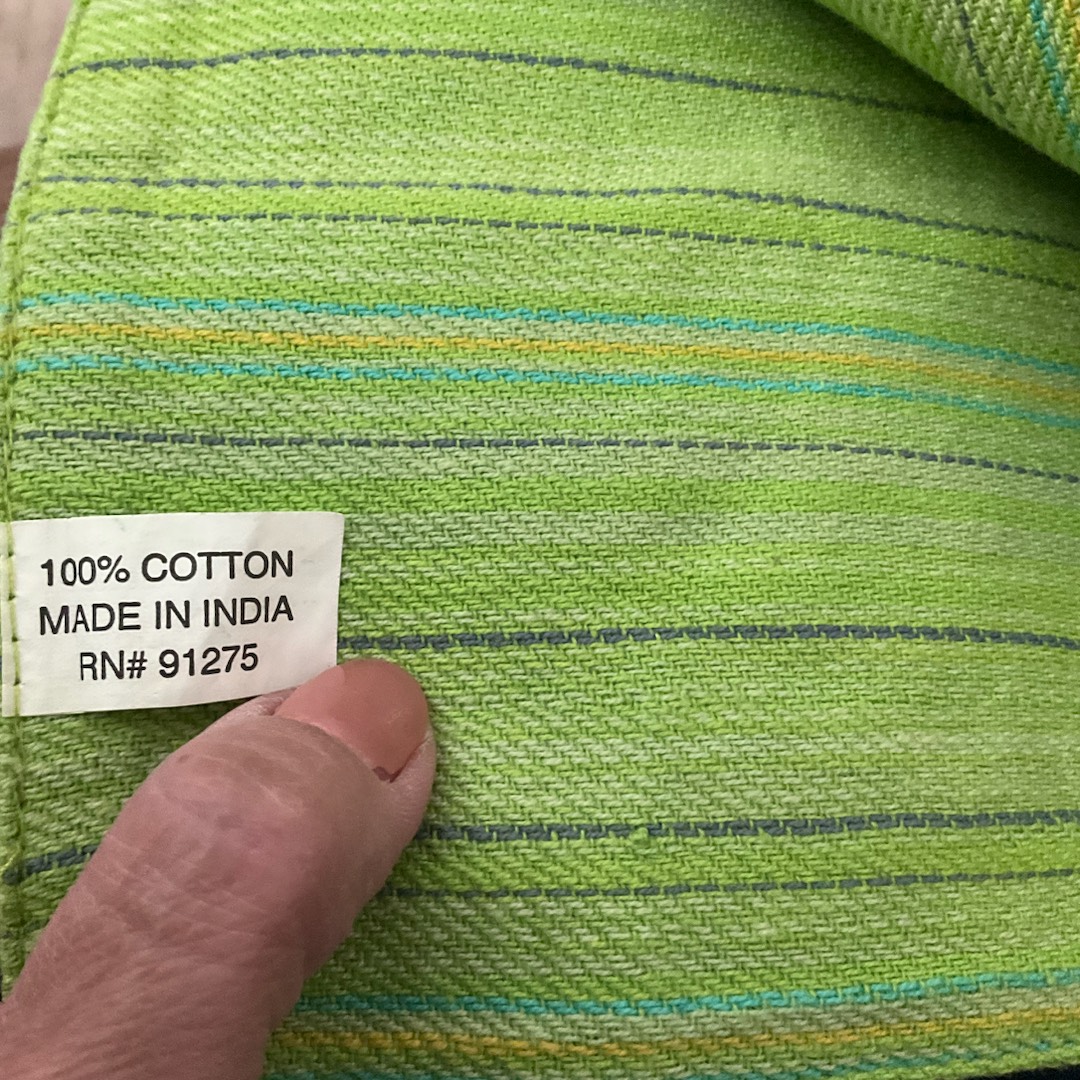 100% COTTON
MADE IN INDIA
RN# 91275